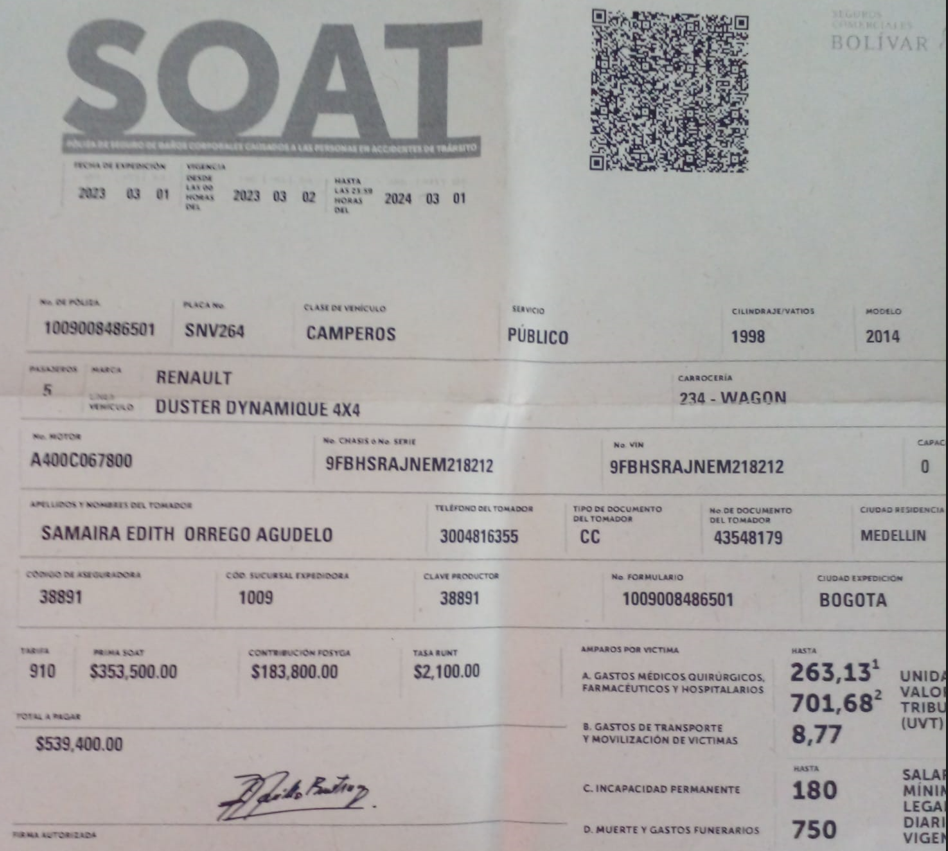 SOAT
SEGUROS
COMERCIALES
BOLÍVAR
PÓLIZA DE SEGURO DE DAÑOS CORPORALES CAUSADOS A LAS PERSONAS EN ACCIDENTES DE TRÁNSITO
FECHA DE EXPEDICIÓN VIGENCIA
2023 03 01 DESDE LAS 00 HORAS DEL 2023 03 02 HASTA LAS 23:59 HORAS DEL 2024 03 01
No. DE PÓLIZA PLACA No. CLASE DE VEHÍCULO SERVICIO CILINDRAJE/VATIOS MODELO
1009008486501 SNV264 CAMPEROS PÚBLICO 1998 2014
PASAJEROS MARCA RENAULT CARROCERÍA
5 LÍNEA VEHÍCULO DUSTER DYNAMIQUE 4X4 234 - WAGON
No. MOTOR No. CHASIS ó No. SERIE No. VIN CAPAC
A400C067800 9FBHSRAJNEM218212 9FBHSRAJNEM218212 0
APELLIDOS Y NOMBRES DEL TOMADOR TELÉFONO DEL TOMADOR TIPO DE DOCUMENTO DEL TOMADOR No DE DOCUMENTO DEL TOMADOR CIUDAD RESIDENCIA
SAMAIRA EDITH ORREGO AGUDELO 3004816355 CC 43548179 MEDELLIN
CÓDIGO DE ASEGURADORA CÓD. SUCURSAL EXPEDIDORA CLAVE PRODUCTOR No. FORMULARIO CIUDAD EXPEDICIÓN
38891 1009 38891 1009008486501 BOGOTA
TARIFA PRIMA SOAT CONTRIBUCIÓN FOSYGA TASA RUNT
910 $353,500.00 $183,800.00 $2,100.00
TOTAL A PAGAR
$539,400.00
FIRMA AUTORIZADA
AMPAROS POR VICTIMA HASTA
A. GASTOS MÉDICOS QUIRÚRGICOS, FARMACÉUTICOS Y HOSPITALARIOS 263,13¹
701,68²
B. GASTOS DE TRANSPORTE Y MOVILIZACIÓN DE VICTIMAS 8,77
UNIDA
VALOR
TRIBU
(UVT)
HASTA
C. INCAPACIDAD PERMANENTE 180
D. MUERTE Y GASTOS FUNERARIOS 750
SALAR
MÍNIM
LEGAL
DIARI
VIGEN